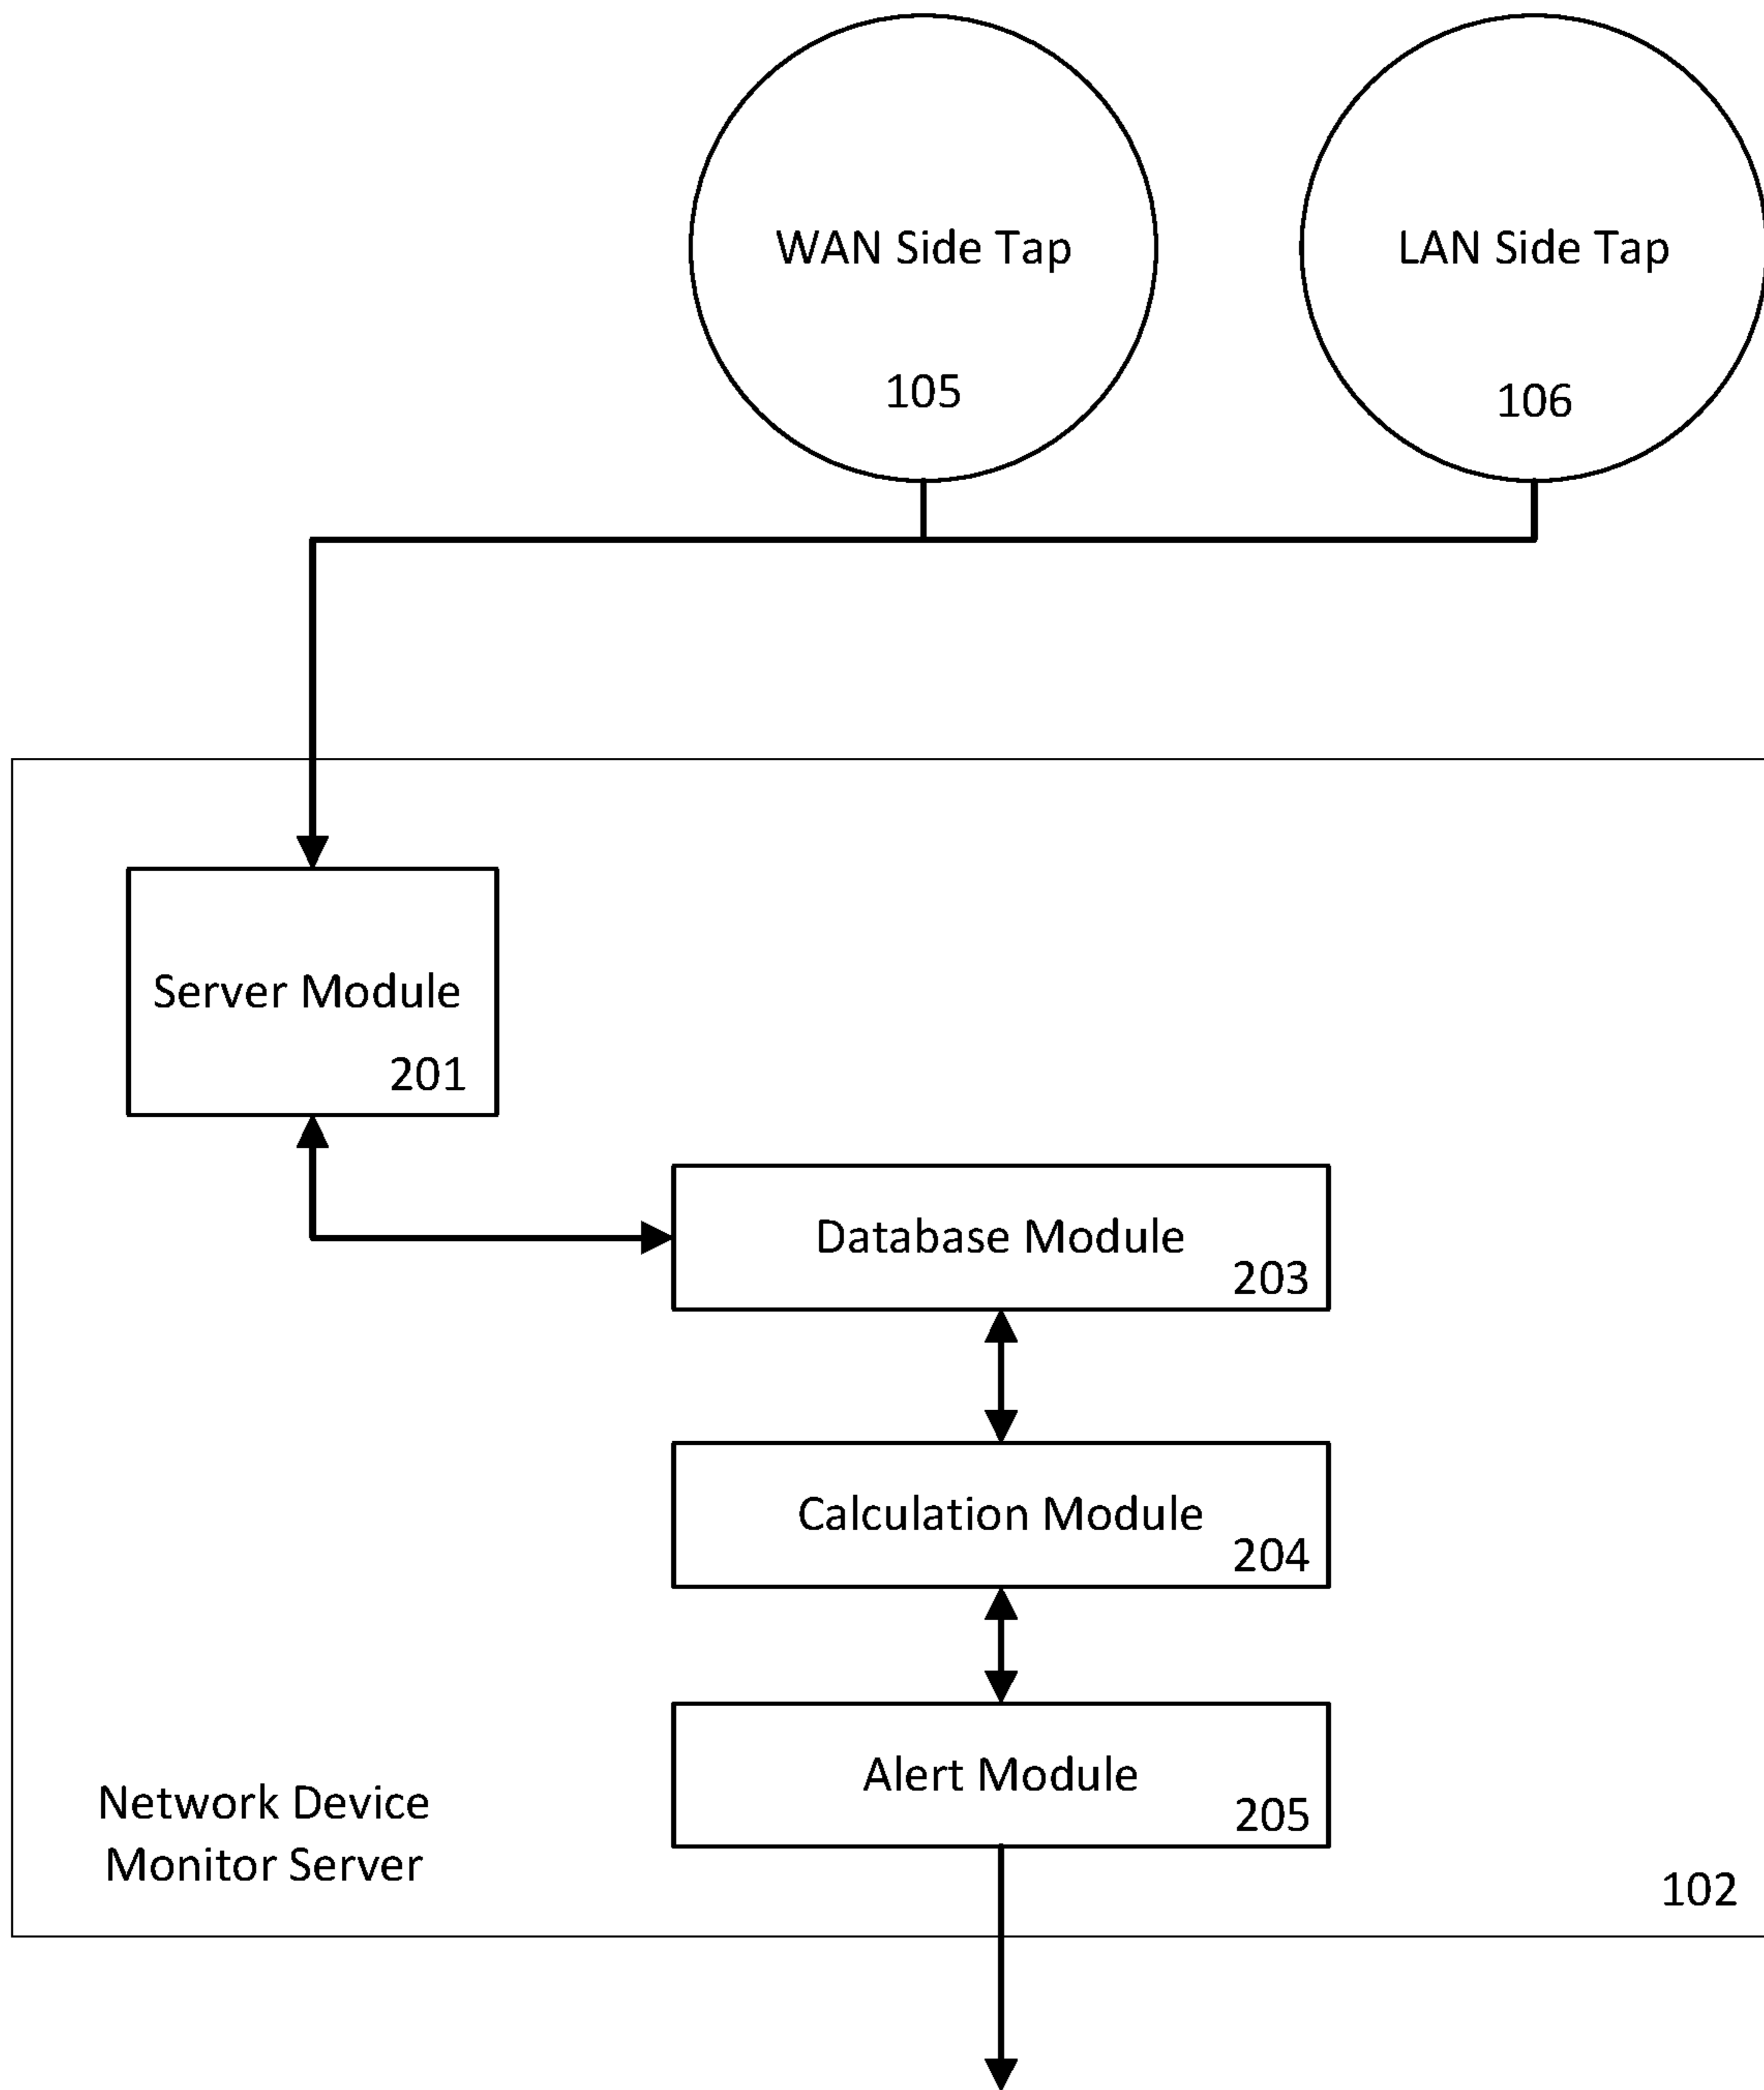 WAN Side Tap
105
LAN Side Tap
106
Server Module
201
Database Module
203
Calculation Module
204
Alert Module
205
Network Device
Monitor Server
102